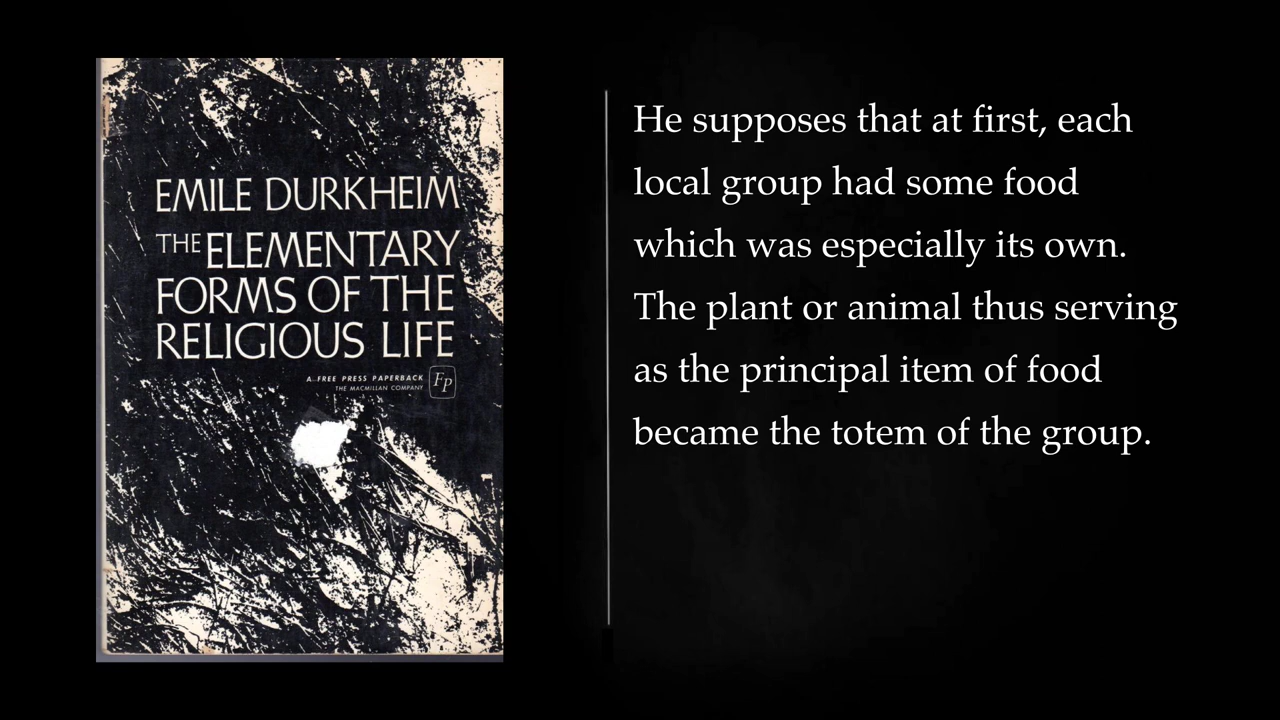 EMILE DURKHEIM
THE ELEMENTARY
FORMS OF THE
RELIGIOUS LIFE
A FREE PRESS PAPERBACK
THE MACMILLAN COMPANY
Fp
He supposes that at first, each
local group had some food
which was especially its own.
The plant or animal thus serving
as the principal item of food
became the totem of the group.